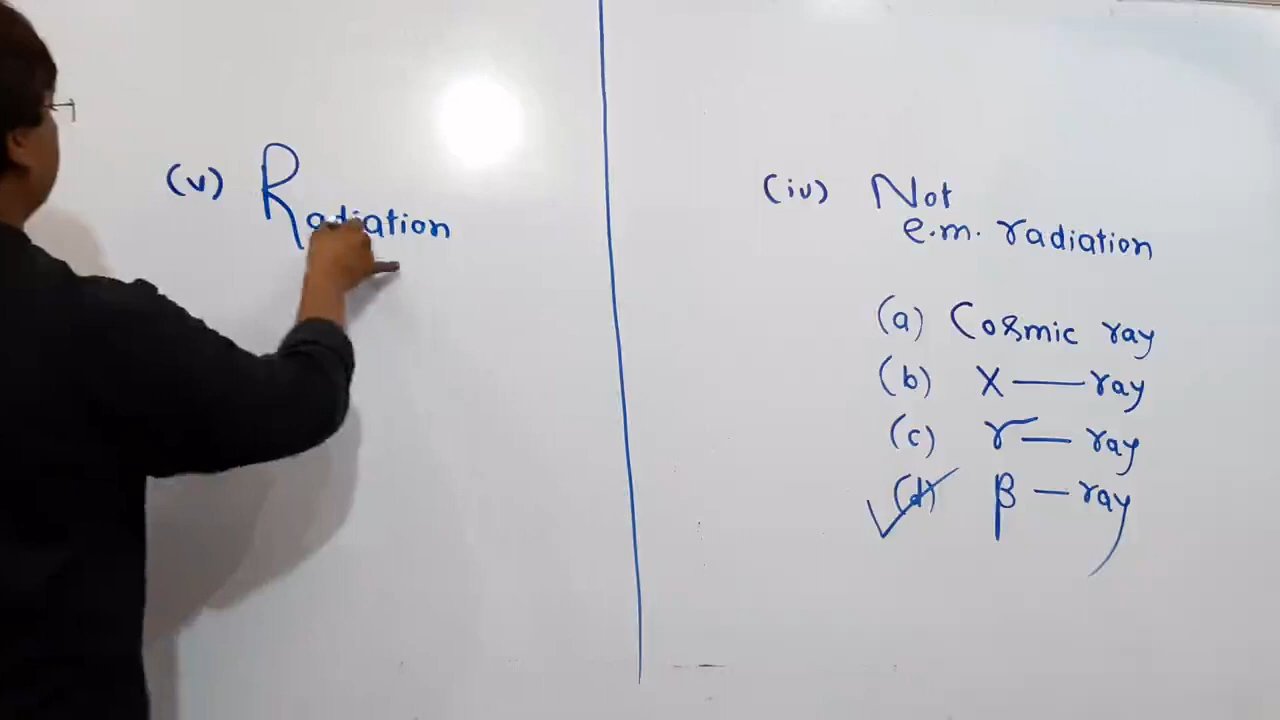 (v) Radiation
(iv) Not
e.m. radiation
(a) Cosmic ray
(b) X — ray
(c) γ — ray
(d) β — ray